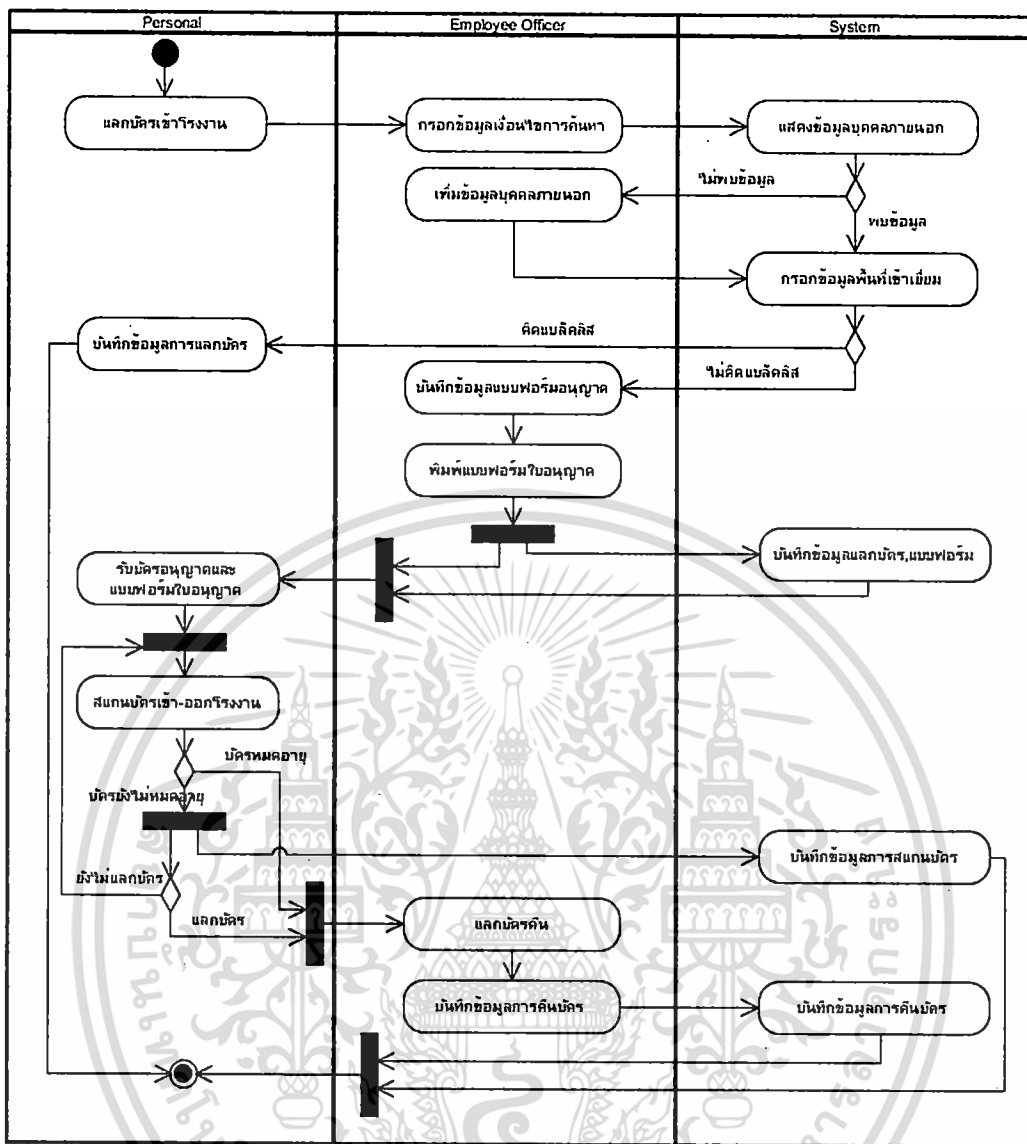 Personal
Employee Officer
System
แลกบัตรเข้าโรงงาน
กรอกข้อมูลเงื่อนไขการค้นหา
แสดงข้อมูลบุคคลภายนอก
ไม่พบข้อมูล
เพิ่มข้อมูลบุคคลภายนอก
พบข้อมูล
กรอกข้อมูลพื้นที่เข้าเยี่ยม
ติดแบล็คลิส
บันทึกข้อมูลการแลกบัตร
ไม่ติดแบล็คลิส
บันทึกข้อมูลแบบฟอร์มอนุญาต
พิมพ์แบบฟอร์มใบอนุญาต
บันทึกข้อมูลแลกบัตร,แบบฟอร์ม
รับบัตรอนุญาตและ
แบบฟอร์มใบอนุญาต
สแกนบัตรเข้า-ออกโรงงาน
บัตรหมดอายุ
บัตรยังไม่หมดอายุ
บันทึกข้อมูลการสแกนบัตร
ยังไม่แลกบัตร
แลกบัตร
แลกบัตรคืน
บันทึกข้อมูลการคืนบัตร
บันทึกข้อมูลการคืนบัตร